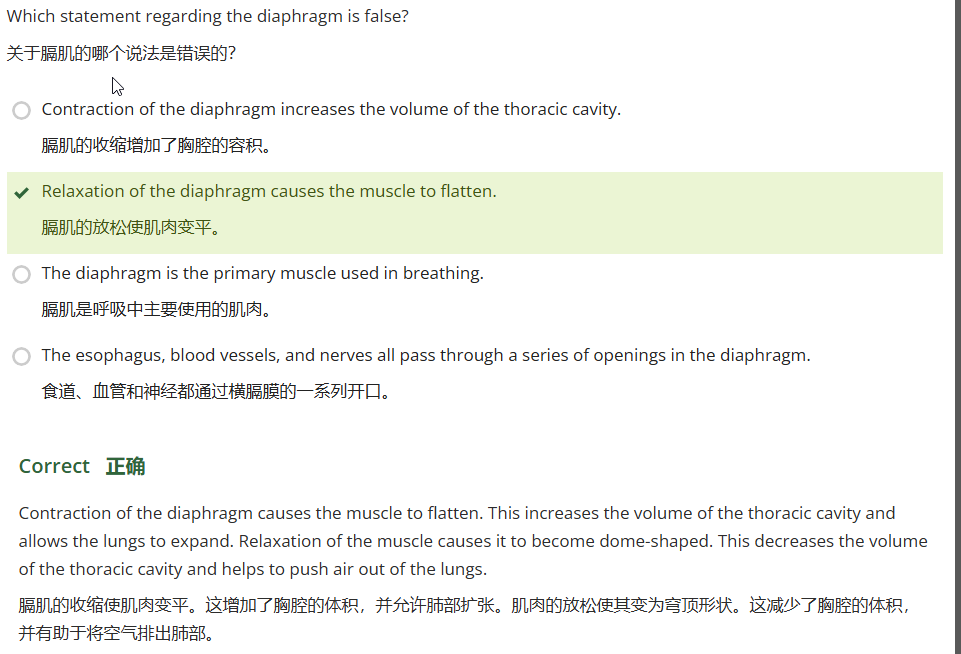 Which statement regarding the diaphragm is false?
关于膈肌的哪个说法是错误的?
Contraction of the diaphragm increases the volume of the thoracic cavity.
膈肌的收缩增加了胸腔的容积。
Relaxation of the diaphragm causes the muscle to flatten.
膈肌的放松使肌肉变平。
The diaphragm is the primary muscle used in breathing.
膈肌是呼吸中主要使用的肌肉。
The esophagus, blood vessels, and nerves all pass through a series of openings in the diaphragm.
食道、血管和神经都通过横膈膜的一系列开口。
Correct 正确
Contraction of the diaphragm causes the muscle to flatten. This increases the volume of the thoracic cavity and
allows the lungs to expand. Relaxation of the muscle causes it to become dome-shaped. This decreases the volume
of the thoracic cavity and helps to push air out of the lungs.
膈肌的收缩使肌肉变平。这增加了胸腔的体积，并允许肺部扩张。肌肉的放松使其变为穹顶形状。这减少了胸腔的体积，
并有助于将空气排出肺部。